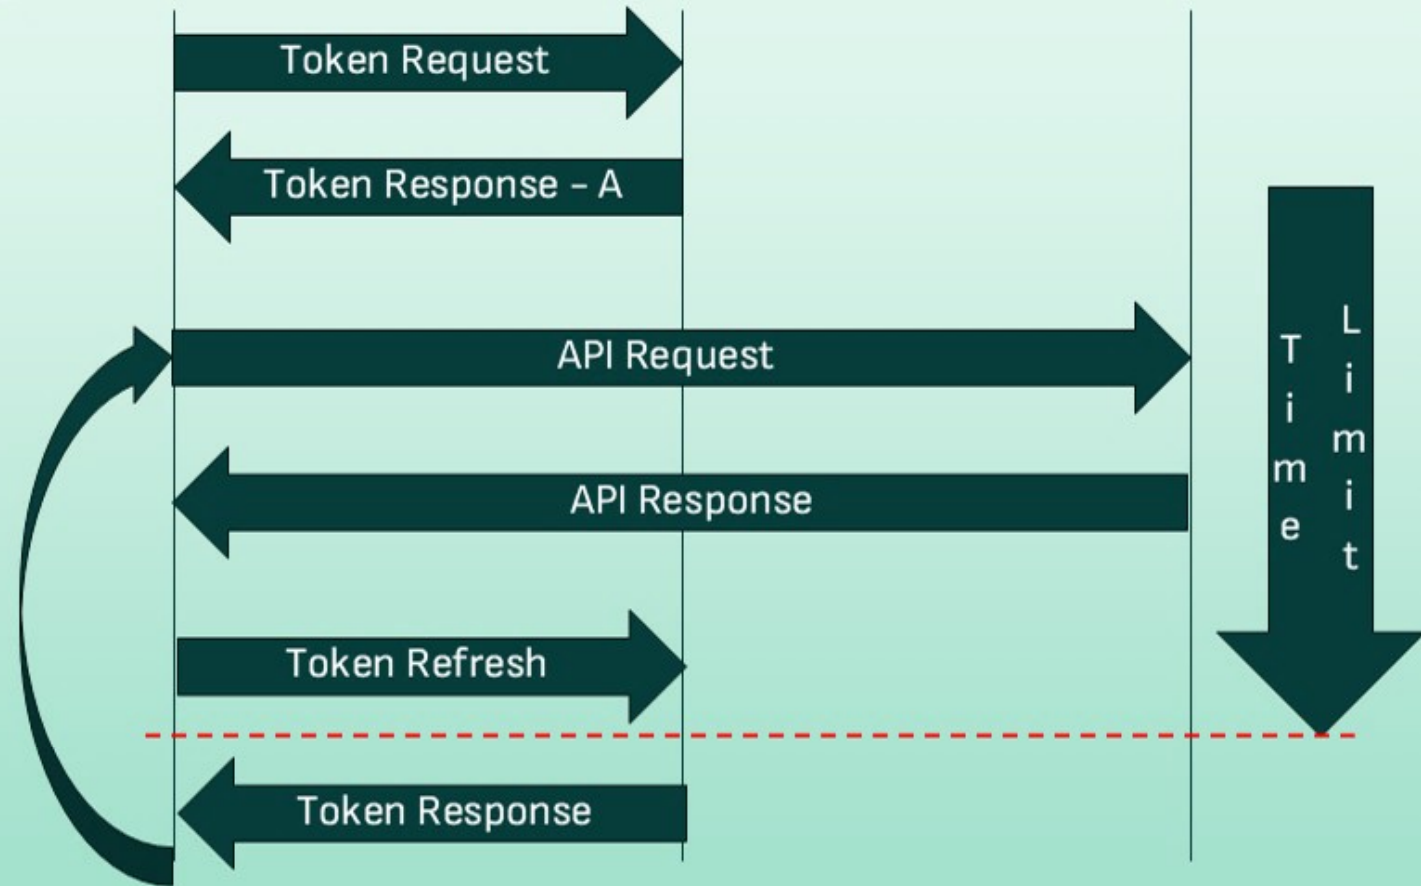 Token Request
Token Response – A
API Request
API Response
Token Refresh
Token Response
Time
Limit